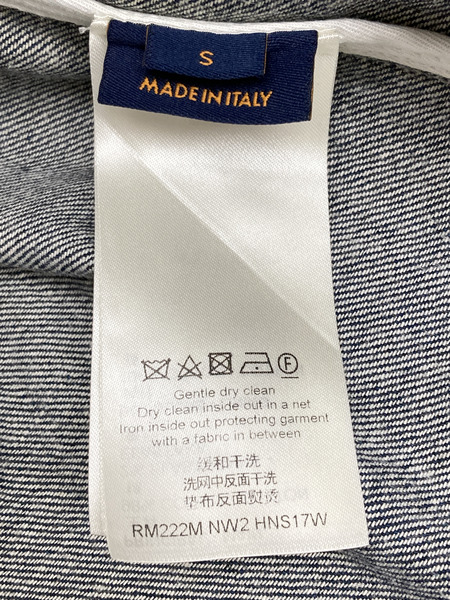 S
MADE IN ITALY
F
Gentle dry clean
Dry clean inside out in a net
Iron inside out protecting garment
with a fabric in between
缓和干洗
洗网中反面干洗
垫布反面熨烫
RM222M NW2 HNS17W